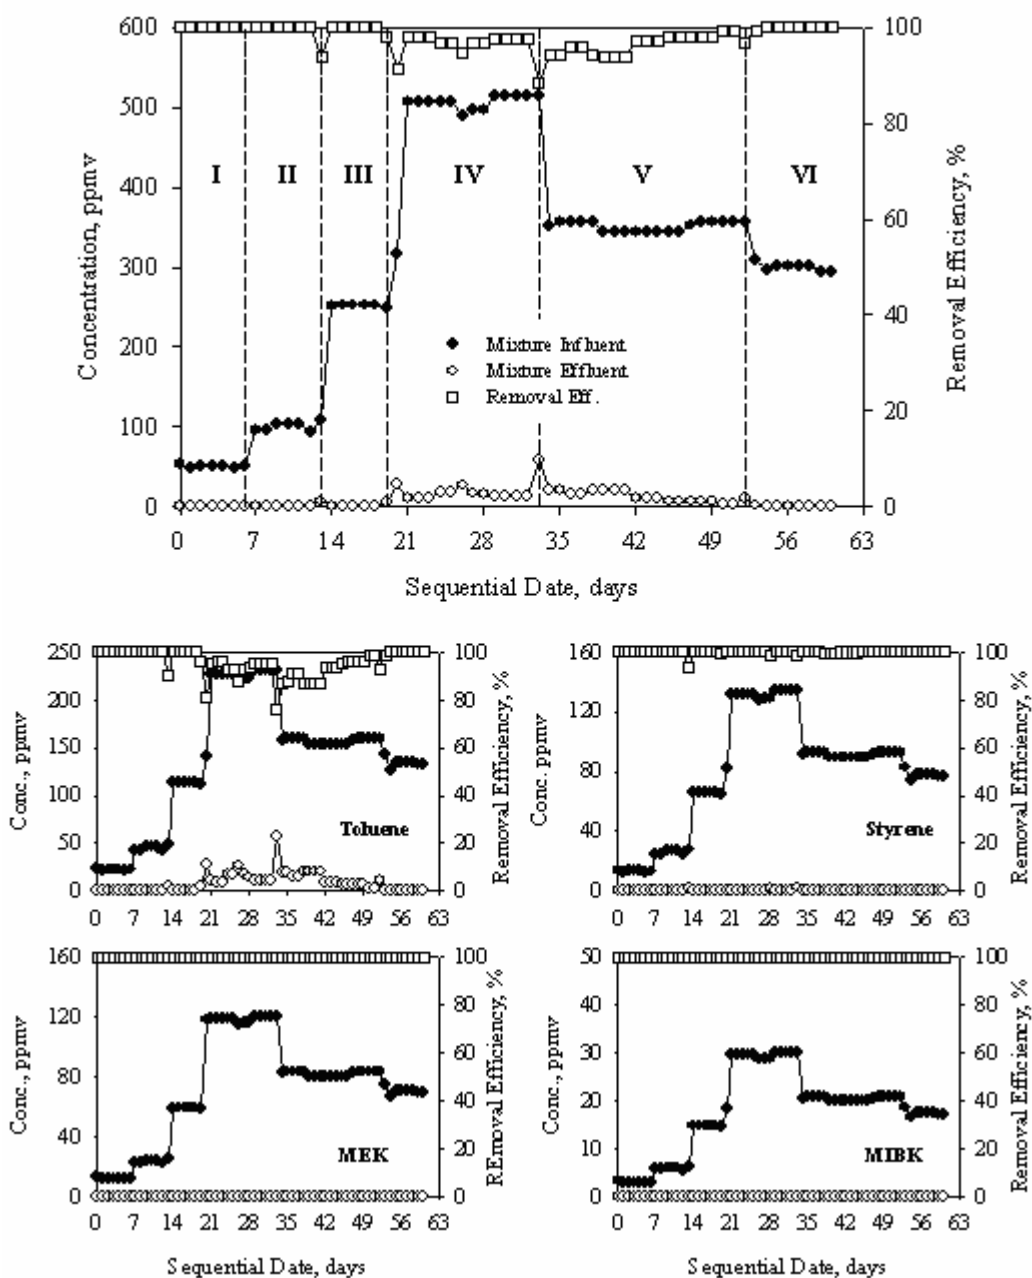 600
500
400
300
200
100
0
Concentration, ppmv
100
80
60
40
20
0
Removal Efficiency, %
I II III IV V VI
Mixture Influent
Mixture Effluent
Removal Eff.
0 7 14 21 28 35 42 49 56 63
Sequential Date, days
250
200
150
100
50
0
Conc., ppmv
100
80
60
40
20
0
Removal Efficiency, %
Toluene
0 7 14 21 28 35 42 49 56 63
160
120
80
40
0
Conc. ppmv
100
80
60
40
20
0
Removal Efficiency, %
Styrene
0 7 14 21 28 35 42 49 56 63
160
120
80
40
0
Conc., ppmv
100
80
60
40
20
0
REmoval Efficiency, %
MEK
0 7 14 21 28 35 42 49 56 63
Sequential Date, days
50
40
30
20
10
0
Conc., ppmv
100
80
60
40
20
0
Removal Efficiency, %
MIBK
0 7 14 21 28 35 42 49 56 63
Sequential Date, days